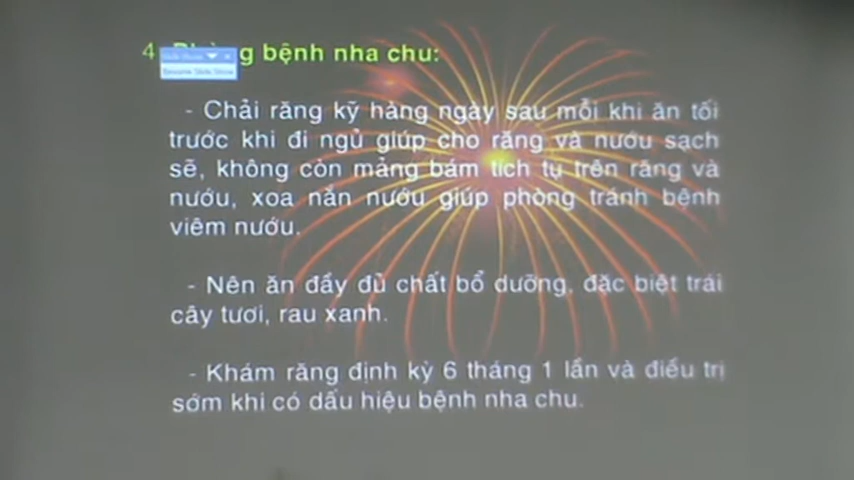 4 g bệnh nha chu:
Resume Slide Show
- Chải răng kỹ hàng ngày sau mỗi khi ăn tối
trước khi đi ngủ giúp cho răng và nướu sạch
sẽ, không còn mảng bám tích tụ trên răng và
nướu, xoa nắn nướu giúp phòng tránh bệnh
viêm nướu.
- Nên ăn đầy đủ chất bổ dưỡng, đặc biệt trái
cây tươi, rau xanh.
- Khám răng định kỳ 6 tháng 1 lần và điều trị
sớm khi có dấu hiệu bệnh nha chu.